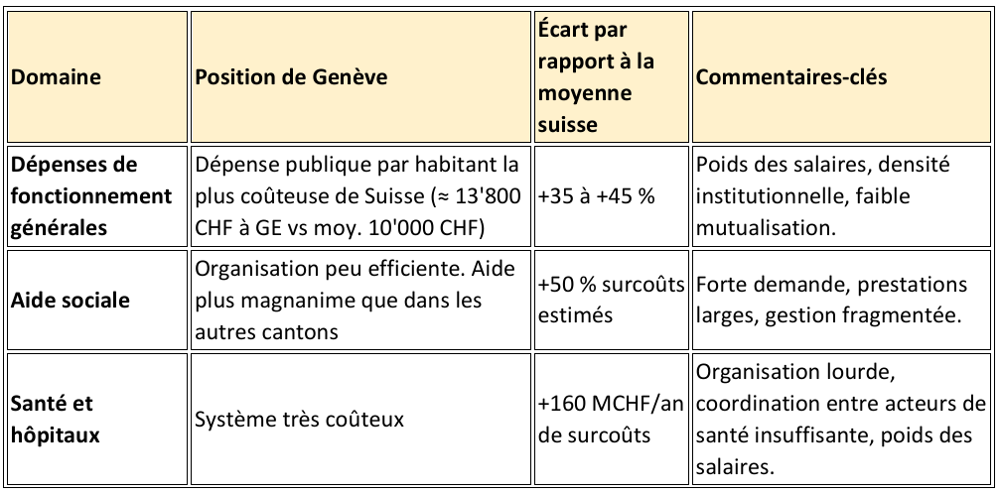 Domaine
Position de Genève
Écart par
rapport à la
moyenne
suisse
Commentaires-clés
Dépenses de
fonctionnement
générales
Dépense publique par habitant la
plus coûteuse de Suisse (≈ 13'800
CHF à GE vs moy. 10'000 CHF)
+35 à +45 %
Poids des salaires, densité
institutionnelle, faible
mutualisation.
Aide sociale
Organisation peu efficiente. Aide
plus magnanime que dans les
autres cantons
+50 % surcoûts
estimés
Forte demande, prestations
larges, gestion fragmentée.
Santé et
hôpitaux
Système très coûteux
+160 MCHF/an
de surcoûts
Organisation lourde,
coordination entre acteurs de
santé insuffisante, poids des
salaires.